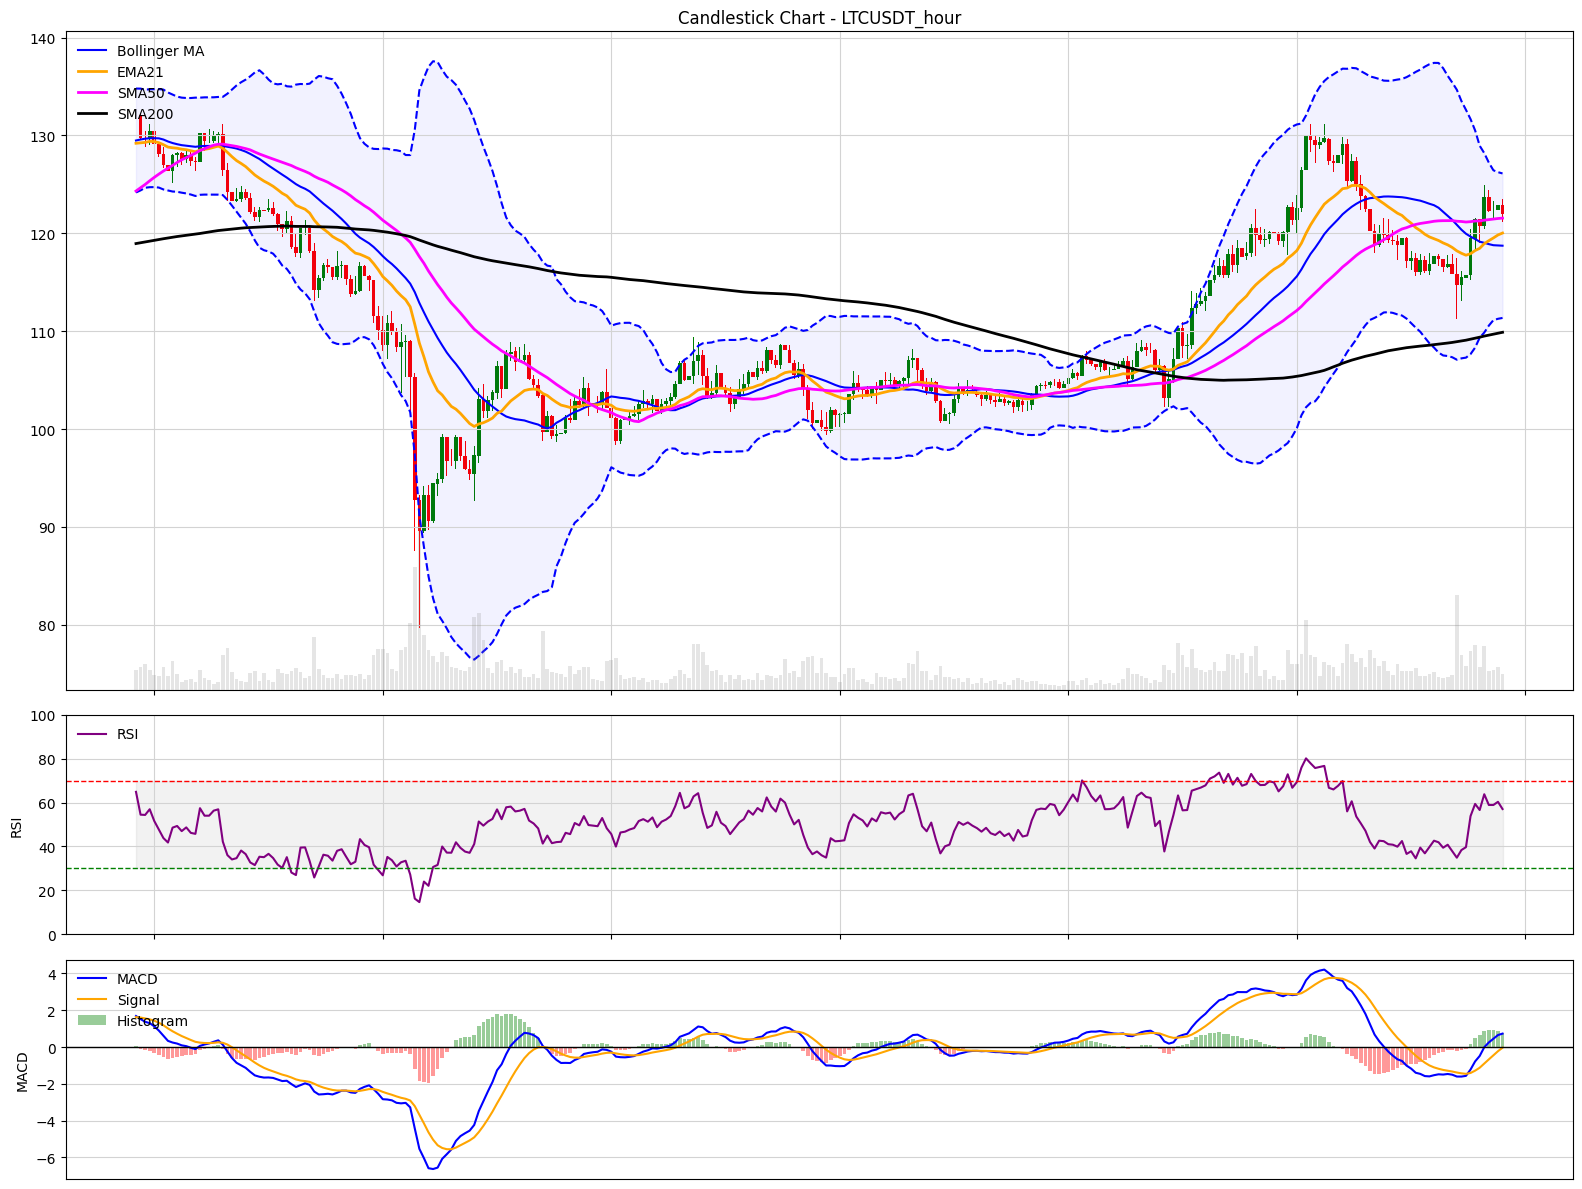 Candlestick Chart - LTCUSDT_hour
Bollinger MA
EMA21
SMA50
SMA200
140
130
120
110
100
90
80
RSI
100
80
60
40
20
0
RSI
MACD
Signal
Histogram
4
2
0
−2
−4
−6
MACD